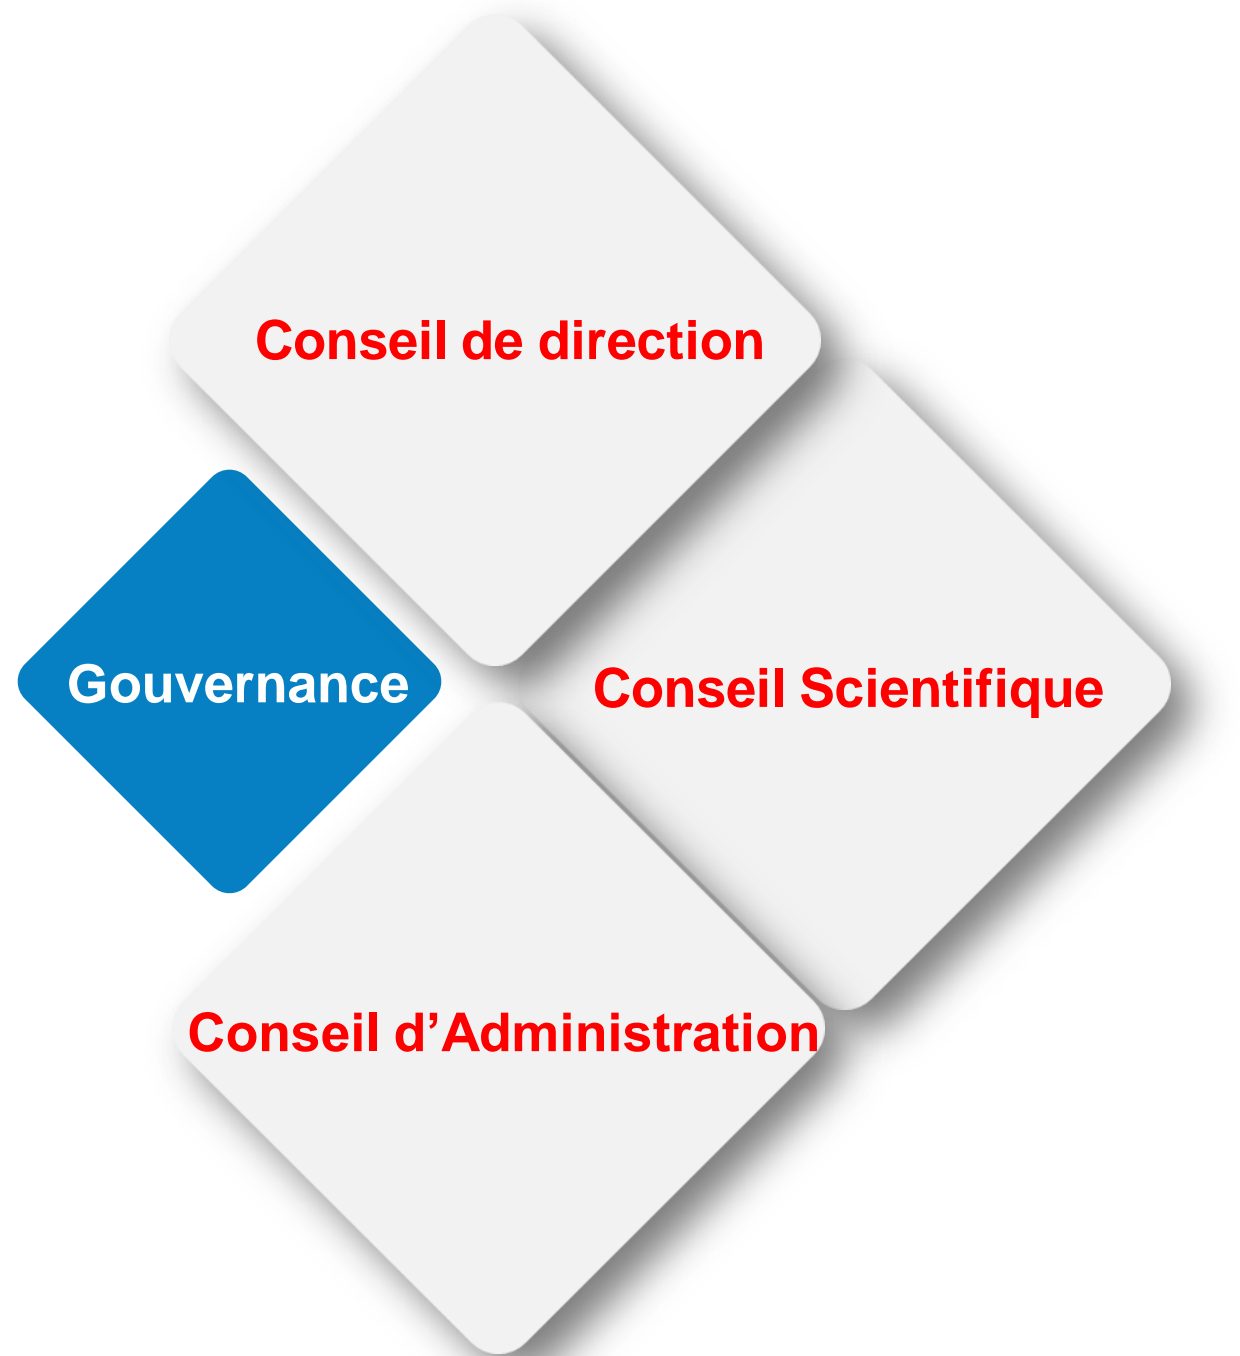 Conseil de direction
Gouvernance
Conseil Scientifique
Conseil d’Administration